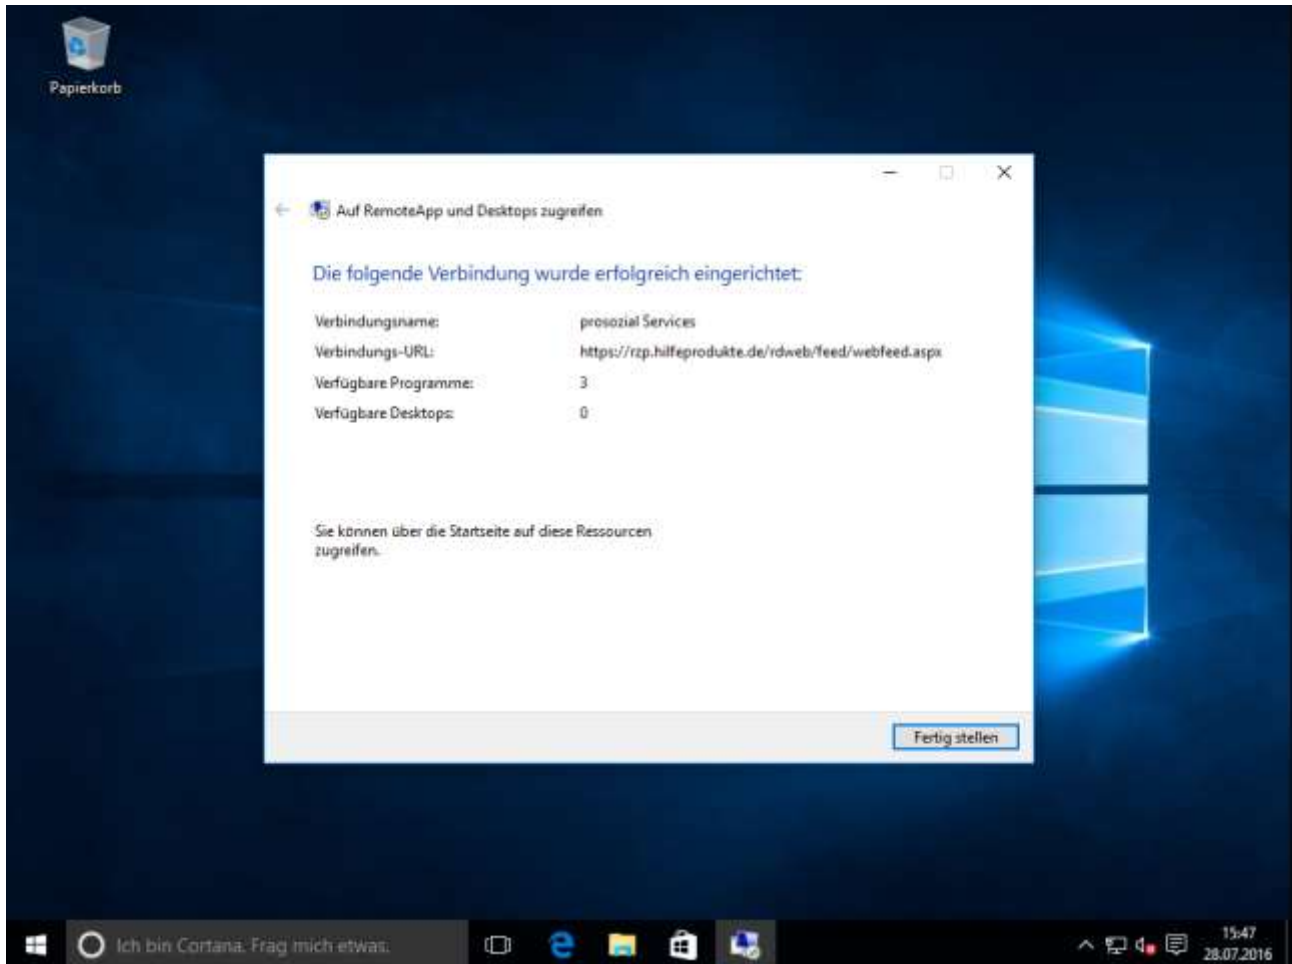 Papierkorb
Auf RemoteApp und Desktops zugreifen
Die folgende Verbindung wurde erfolgreich eingerichtet:
Verbindungsname: prosozial Services
Verbindungs-URL: https://rzp.hilfeprodukte.de/rdweb/feed/webfeed.aspx
Verfügbare Programme: 3
Verfügbare Desktops: 0
Sie können über die Startseite auf diese Ressourcen
zugreifen.
Fertig stellen
Ich bin Cortana. Frag mich etwas.
15:47
28.07.2016